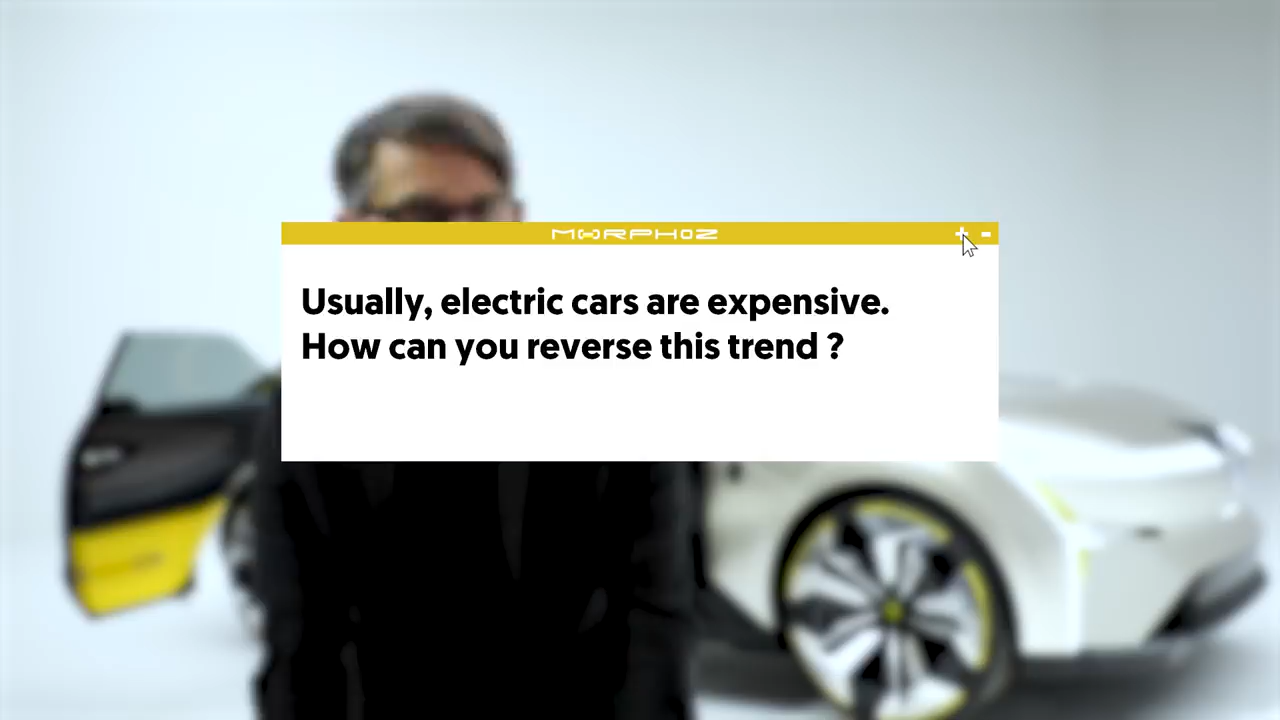 MORPHOZ
Usually, electric cars are expensive.
How can you reverse this trend ?